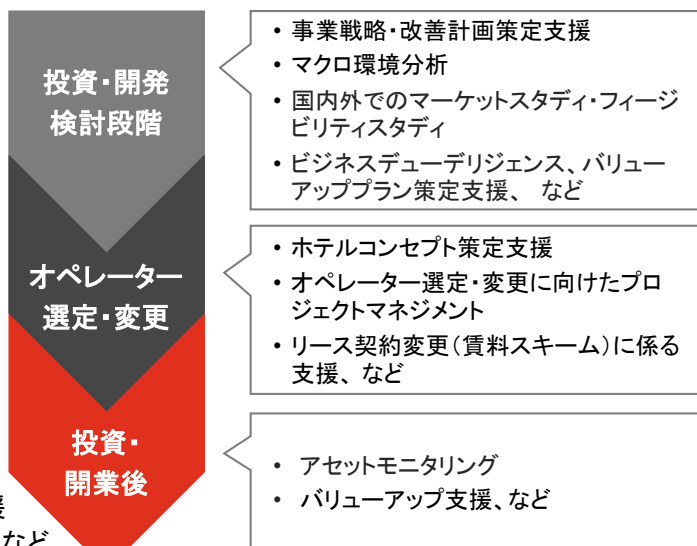 投資・開発
検討段階
• 事業戦略・改善計画策定支援
• マクロ環境分析
• 国内外でのマーケットスタディ・フィージ
ビリティスタディ
• ビジネスデューデリジェンス、バリュー
アッププラン策定支援、 など
オペレーター
選定・変更
• ホテルコンセプト策定支援
• オペレーター選定・変更に向けたプロ
ジェクトマネジメント
• リース契約変更(賃料スキーム)に係る
支援、など
投資・
開業後
• アセットモニタリング
• バリューアップ支援、など
援
など